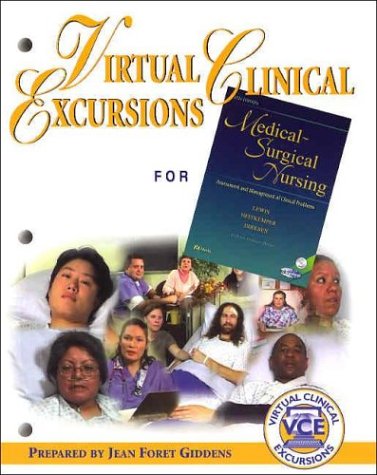 VIRTUAL CLINICAL
EXCURSIONS
FOR
Medical-
Surgical
Nursing
Assessment and Management of Clinical Problems
LEWIS
HEITKEMPER
DIRKSEN
VIRTUAL CLINICAL
VCE
EXCURSIONS
PREPARED BY JEAN FORET GIDDENS